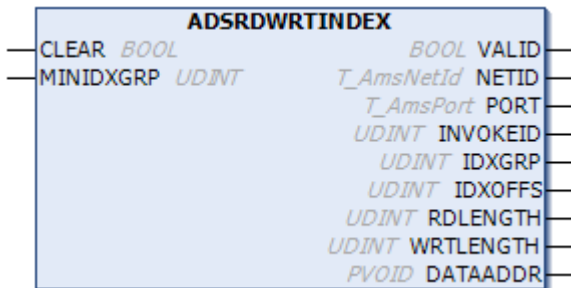 ADSRDWRTINDEX
CLEAR BOOL BOOL VALID
MINIDXGRP UDINT T_AmsNetId NETID
T_AmsPort PORT
UDINT INVOKEID
UDINT IDXGRP
UDINT IDXOFFS
UDINT RDLENGTH
UDINT WRTLENGTH
PVOID DATAADDR